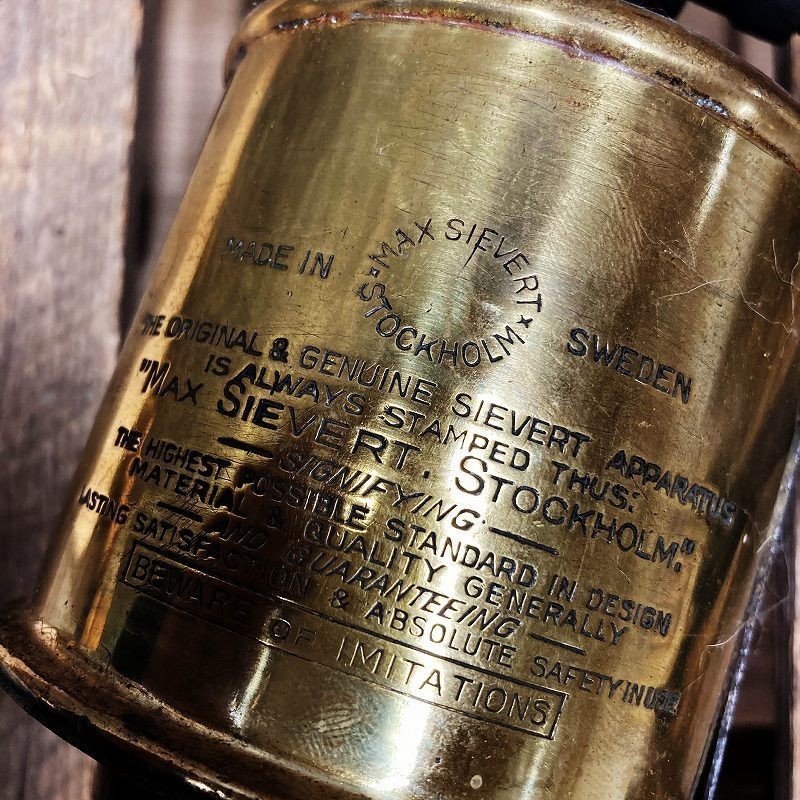 MADE IN MAX SIEVERT STOCKHOLM SWEDEN
THE ORIGINAL & GENUINE SIEVERT APPARATUS
IS ALWAYS STAMPED THUS:
"MAX SIEVERT. STOCKHOLM."
— SIGNIFYING —
THE HIGHEST POSSIBLE STANDARD IN DESIGN
MATERIAL & QUALITY GENERALLY
— AND GUARANTEEING —
LASTING SATISFACTION & ABSOLUTE SAFETY IN USE
BEWARE OF IMITATIONS